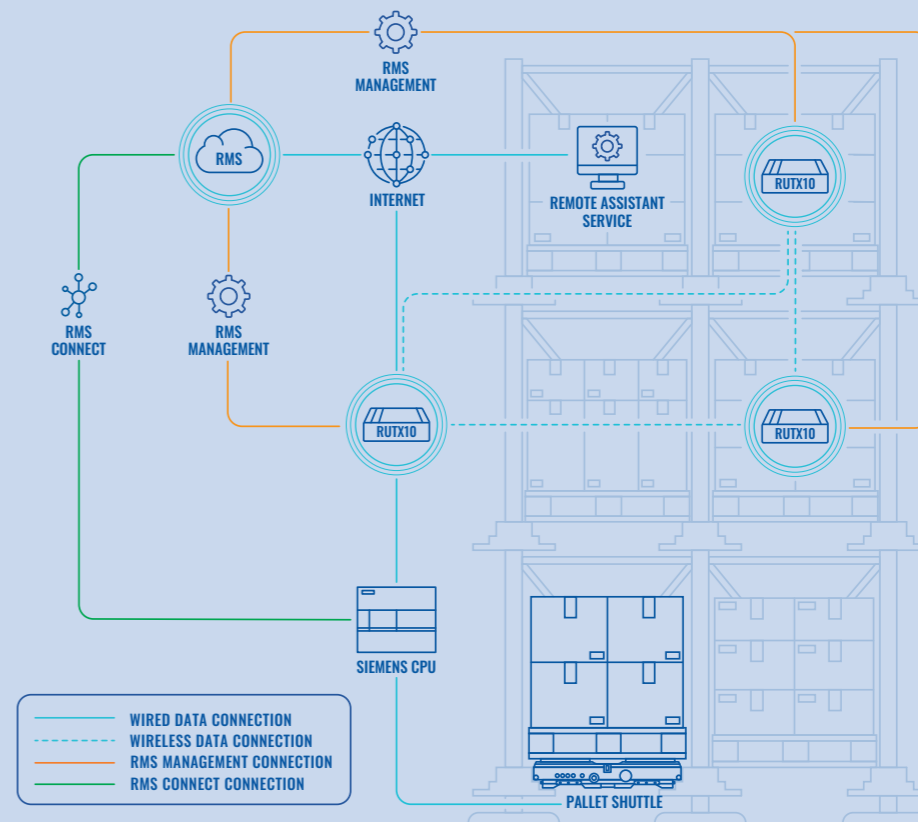 RMS
MANAGEMENT
RMS
INTERNET
REMOTE ASSISTANT
SERVICE
RUTX10
RMS
CONNECT
RMS
MANAGEMENT
RUTX10
RUTX10
SIEMENS CPU
PALLET SHUTTLE
WIRED DATA CONNECTION
WIRELESS DATA CONNECTION
RMS MANAGEMENT CONNECTION
RMS CONNECT CONNECTION